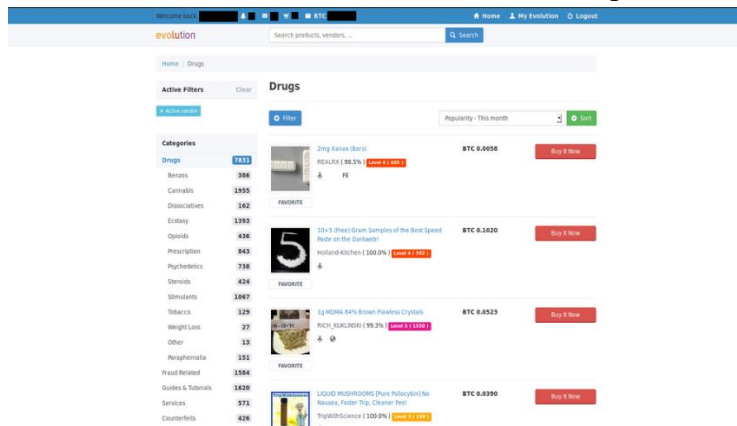 Welcome back
BTC
Home
My Evolution
Logout
evolution
Search products, vendors, ...
Search
Home / Drugs
Active Filters
Clear
× Active vendor
Drugs
Filter
Popularity - This month
Sort
Categories
Drugs 7831
Benzos 386
Cannabis 1955
Dissociatives 162
Ecstasy 1393
Opioids 436
Prescription 843
Psychedelics 738
Steroids 424
Stimulants 1067
Tobacco 129
Weight Loss 27
Other 13
Paraphernalia 151
Fraud Related 1584
Guides & Tutorials 1620
Services 571
Counterfeits 426
2mg Xanax (Bars)
REALRX ( 98.5% )
FE
BTC 0.0058
Buy It Now
FAVORITE
10×5 (Free) Gram Samples of the Best Speed
Paste on the Darkweb!
Holland-Kitchen ( 100.0% )
BTC 0.1020
Buy It Now
FAVORITE
1g MDMA 84% Brown Flawless Crystals
RICH_KUKLINSKI ( 99.3% )
BTC 0.0523
Buy It Now
FAVORITE
LIQUID MUSHROOMS [Pure Psilocybin] No
Nausea, Faster Trip, Cleaner Feel
TripWithScience ( 100.0% )
BTC 0.0390
Buy It Now